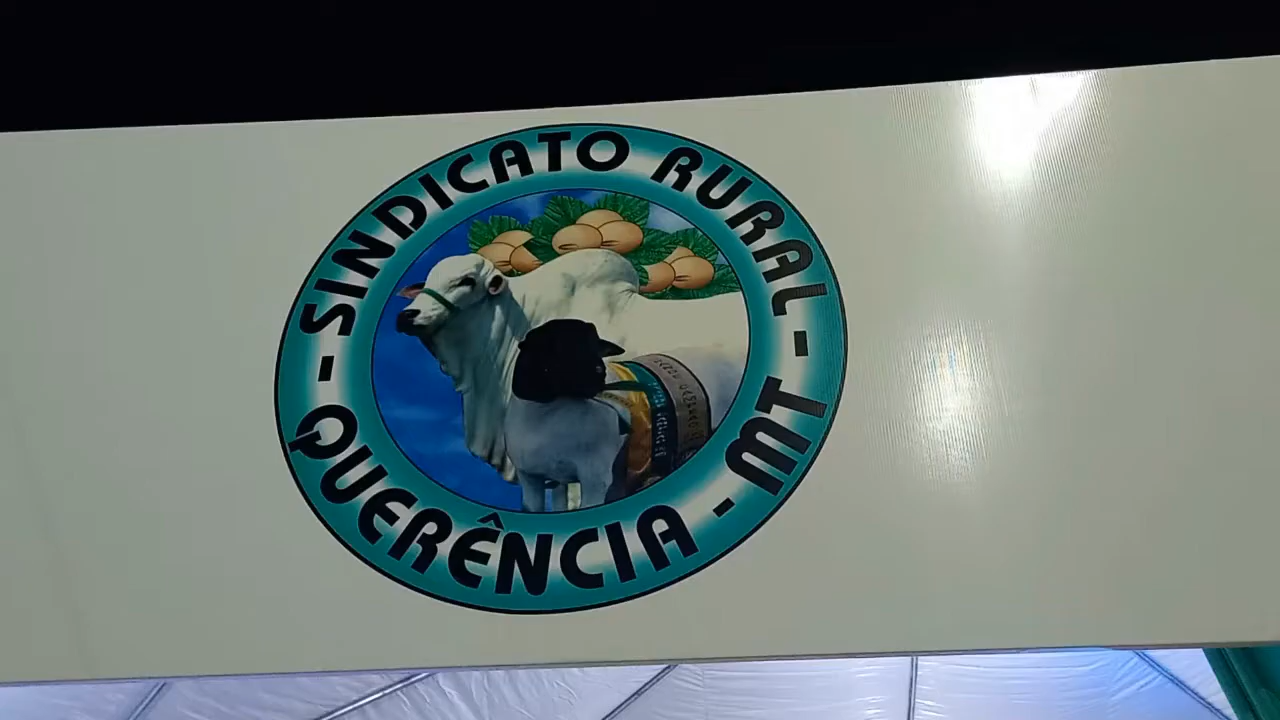 SINDICATO RURAL -
QUERÊNCIA - MT -